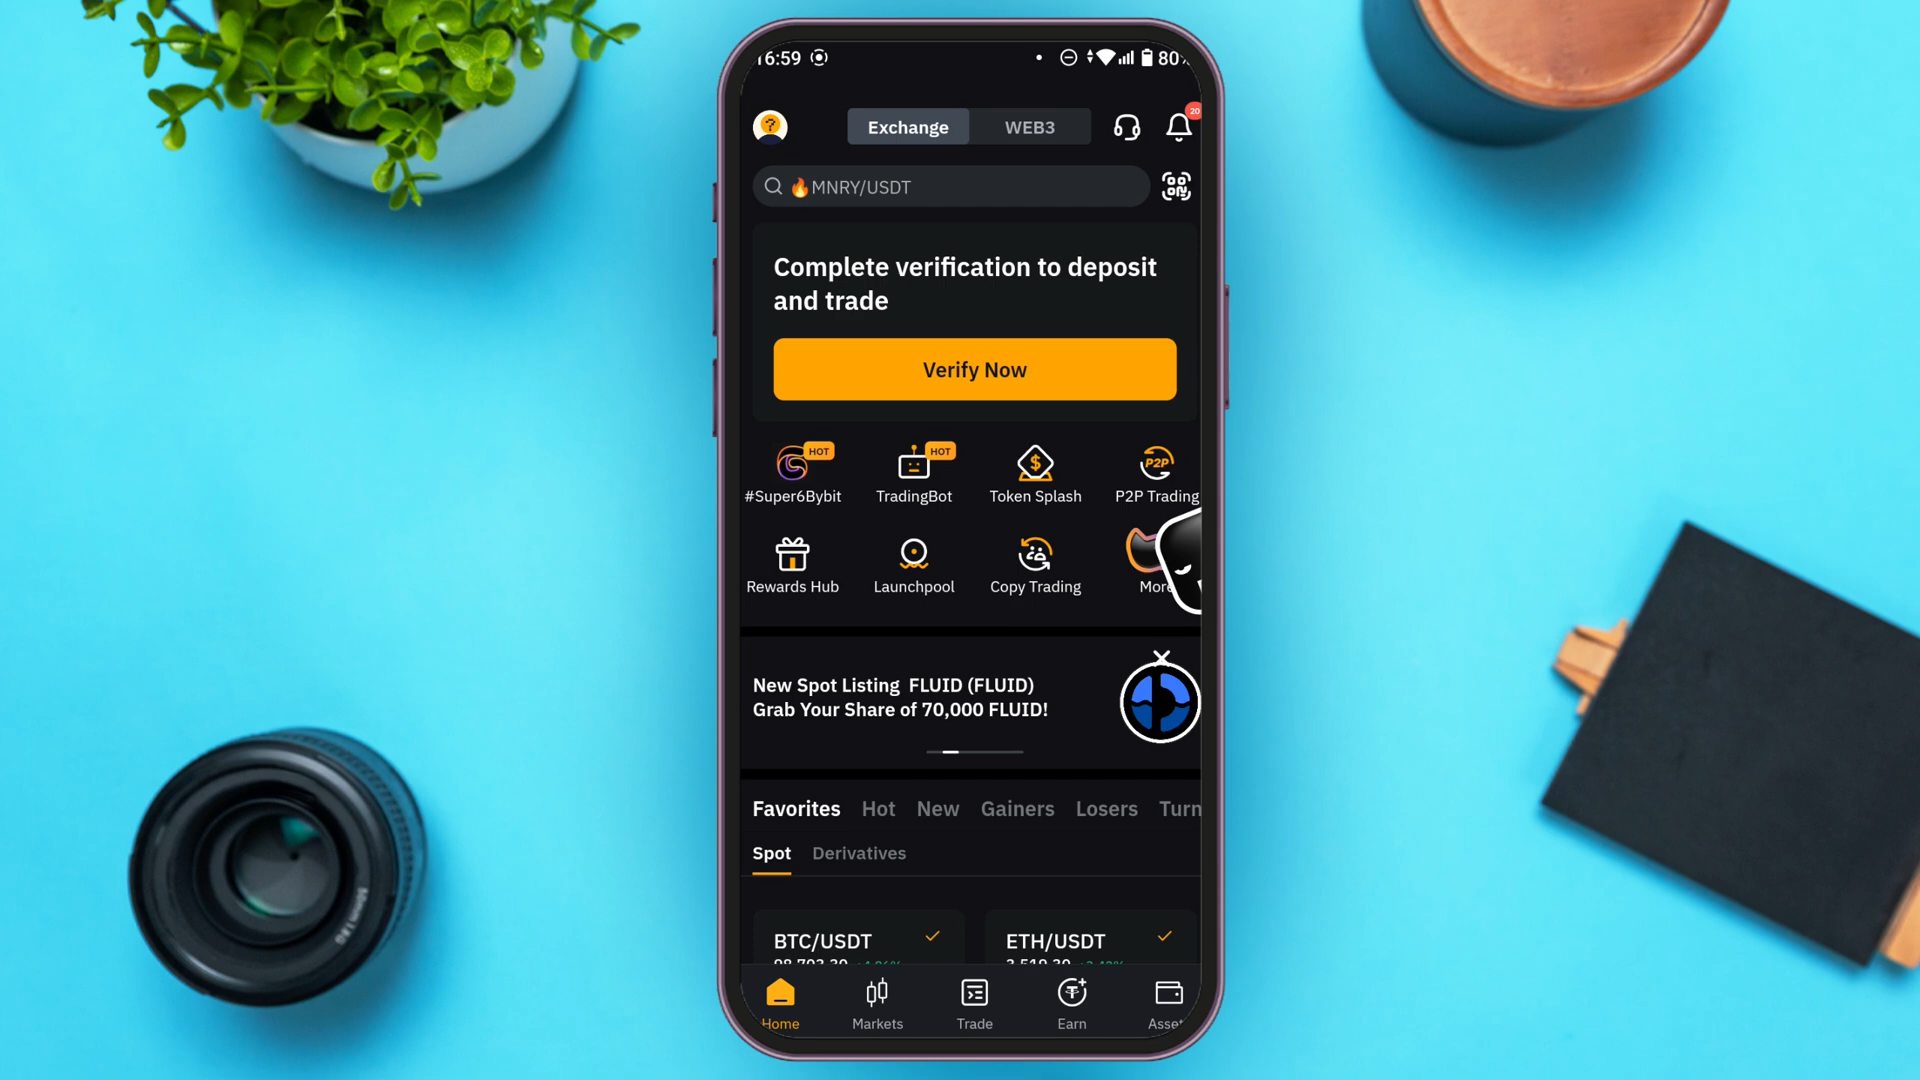 16:59 80%
Exchange WEB3 20
🔥MNRY/USDT
Complete verification to deposit
and trade
Verify Now
HOT HOT P2P
#Super6Bybit TradingBot Token Splash P2P Trading
Rewards Hub Launchpool Copy Trading More
New Spot Listing FLUID (FLUID)
Grab Your Share of 70,000 FLUID!
Favorites Hot New Gainers Losers Turn
Spot Derivatives
BTC/USDT ETH/USDT
Home Markets Trade Earn Asset